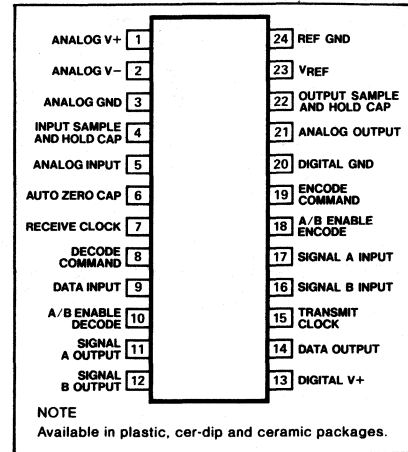 ANALOG V+ 1
ANALOG V− 2
ANALOG GND 3
INPUT SAMPLE
AND HOLD CAP 4
ANALOG INPUT 5
AUTO ZERO CAP 6
RECEIVE CLOCK 7
DECODE
COMMAND 8
DATA INPUT 9
A/B ENABLE
DECODE 10
SIGNAL
A OUTPUT 11
SIGNAL
B OUTPUT 12
24 REF GND
23 VREF
22 OUTPUT SAMPLE
AND HOLD CAP
21 ANALOG OUTPUT
20 DIGITAL GND
19 ENCODE
COMMAND
18 A/B ENABLE
ENCODE
17 SIGNAL A INPUT
16 SIGNAL B INPUT
15 TRANSMIT
CLOCK
14 DATA OUTPUT
13 DIGITAL V+
NOTE
Available in plastic, cer-dip and ceramic packages.